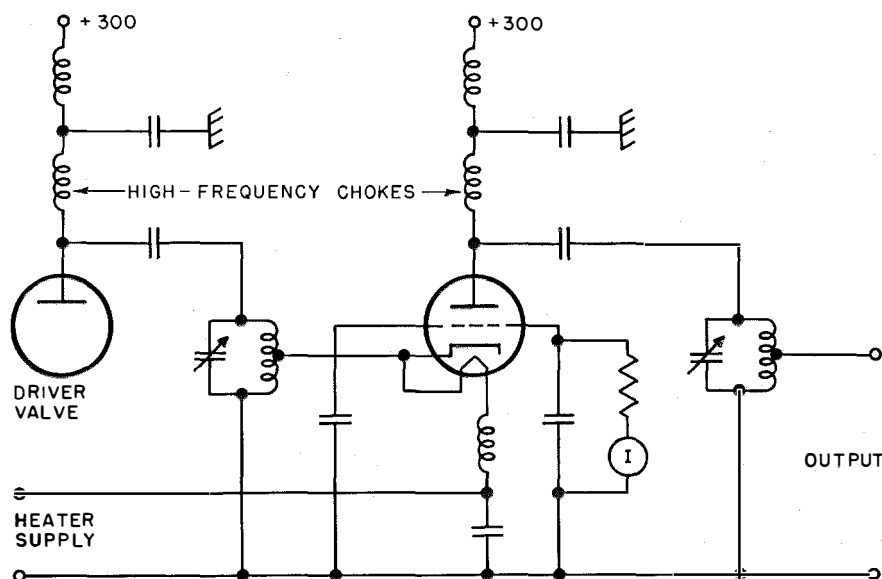 + 300
+300
HIGH-FREQUENCY CHOKES
DRIVER
VALVE
I
OUTPUT
HEATER
SUPPLY